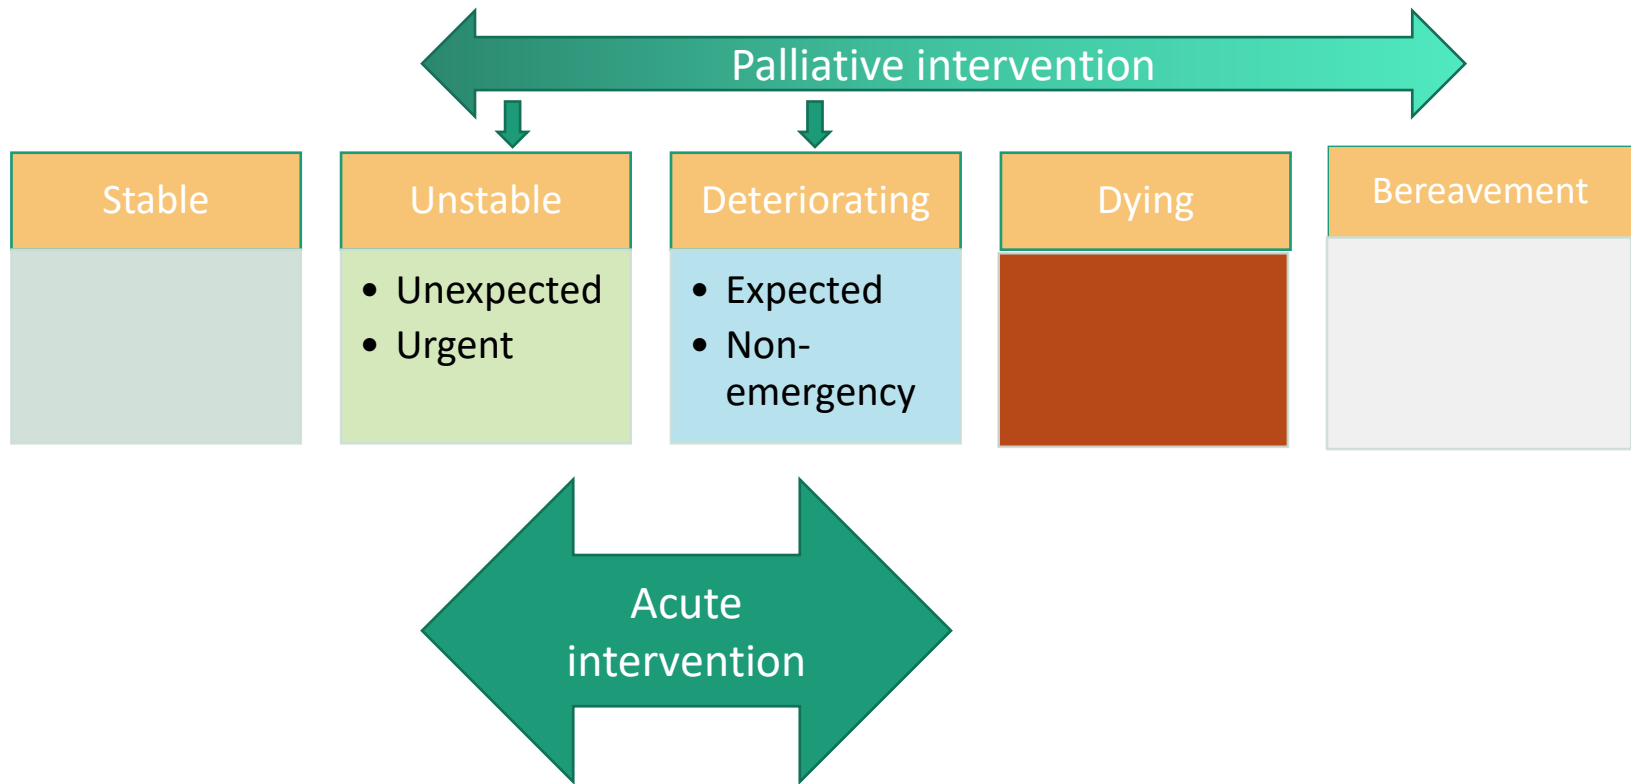 Palliative intervention
Stable
Unstable
Deteriorating
Dying
Bereavement
• Unexpected
• Urgent
• Expected
• Non-
emergency
Acute
intervention